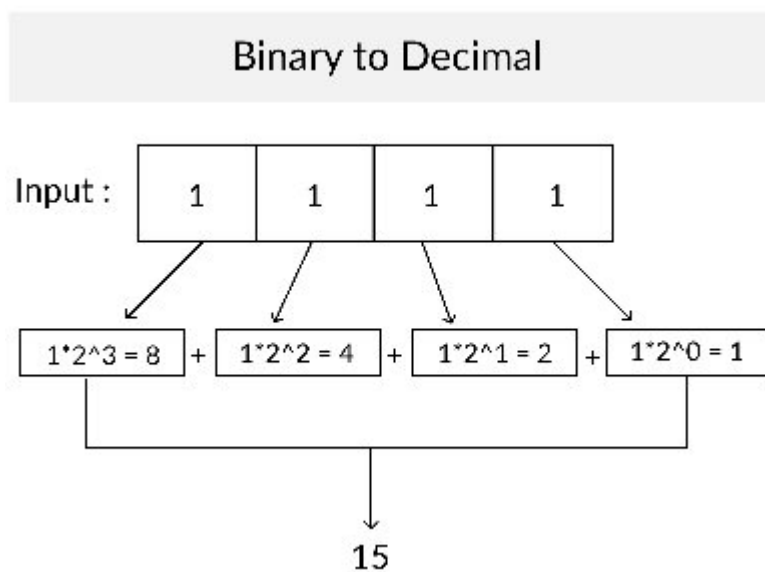 Binary to Decimal
Input : 1 1 1 1
1*2^3 = 8 + 1*2^2 = 4 + 1*2^1 = 2 + 1*2^0 = 1
15